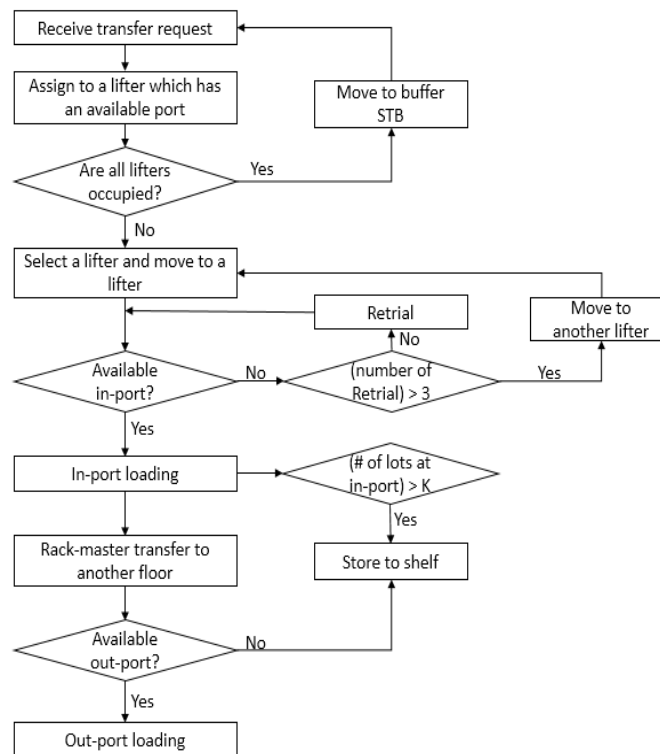 Receive transfer request
Assign to a lifter which has
an available port
Move to buffer
STB
Are all lifters
occupied?
Yes
No
Select a lifter and move to a
lifter
Retrial
Move to
another lifter
No
Available
in-port?
No
(number of
Retrial) > 3
Yes
Yes
In-port loading
(# of lots at
in-port) > K
Yes
Rack-master transfer to
another floor
Store to shelf
Available
out-port?
No
Yes
Out-port loading